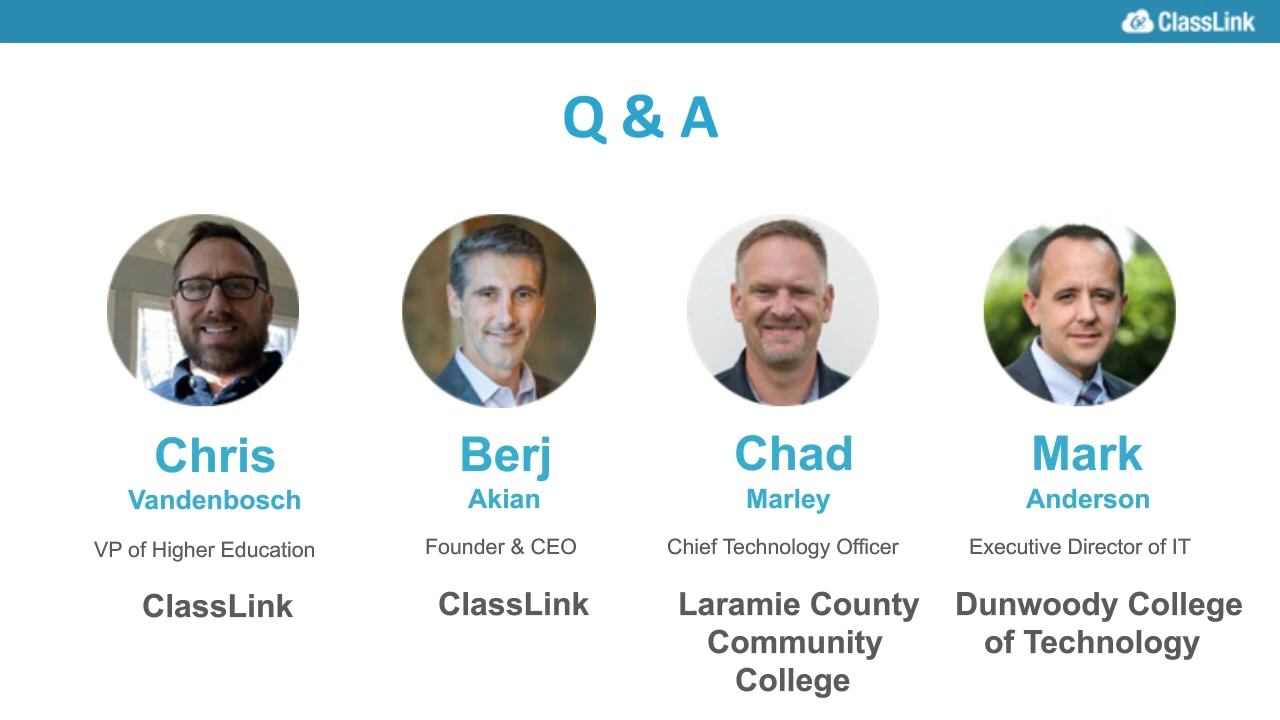 ClassLink
Q & A
Chris
Vandenbosch
VP of Higher Education
ClassLink
Berj
Akian
Founder & CEO
ClassLink
Chad
Marley
Chief Technology Officer
Laramie County
Community
College
Mark
Anderson
Executive Director of IT
Dunwoody College
of Technology